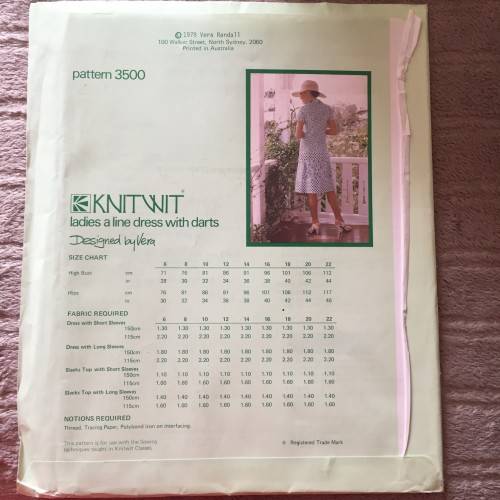 © 1978 Vera Randall
100 Walker Street, North Sydney, 2060
Printed in Australia
pattern 3500
KNITWIT®
ladies a line dress with darts
Designed by Vera
SIZE CHART
6 8 10 12 14 16 18 20 22
High Bust cm 71 76 81 86 91 96 101 106 112
in 28 30 32 34 36 38 40 42 44
Hips cm 76 81 86 91 96 101 106 112 117
in 30 32 34 36 38 40 42 44 46
FABRIC REQUIRED 6 8 10 12 14 16 18 20 22
Dress with Short Sleeves
150cm 1.30 1.30 1.30 1.30 1.30 1.30 1.30 1.30 1.30
115cm 2.20 2.20 2.20 2.20 2.20 2.20 2.20 2.20 2.20
Dress with Long Sleeves
150cm 1.80 1.80 1.80 1.80 1.80 1.80 1.80 1.80 1.80
115cm 2.20 2.20 2.20 2.20 2.20 2.20 2.20 2.20 2.20
Slacks Top with Short Sleeves
150cm 1.10 1.10 1.10 1.10 1.10 1.10 1.10 1.10 1.10
115cm 1.60 1.60 1.60 1.60 1.60 1.60 1.60 1.60 1.60
Slacks Top with Long Sleeves
150cm 1.40 1.40 1.40 1.40 1.40 1.40 1.40 1.40 1.40
115cm 1.60 1.60 1.60 1.60 1.60 1.60 1.60 1.60 1.60
NOTIONS REQUIRED
Thread, Tracing Paper, Polybond iron on interfacing.
This pattern is for use with the Sewing
techniques taught in Knitwit Classes
® Registered Trade Mark